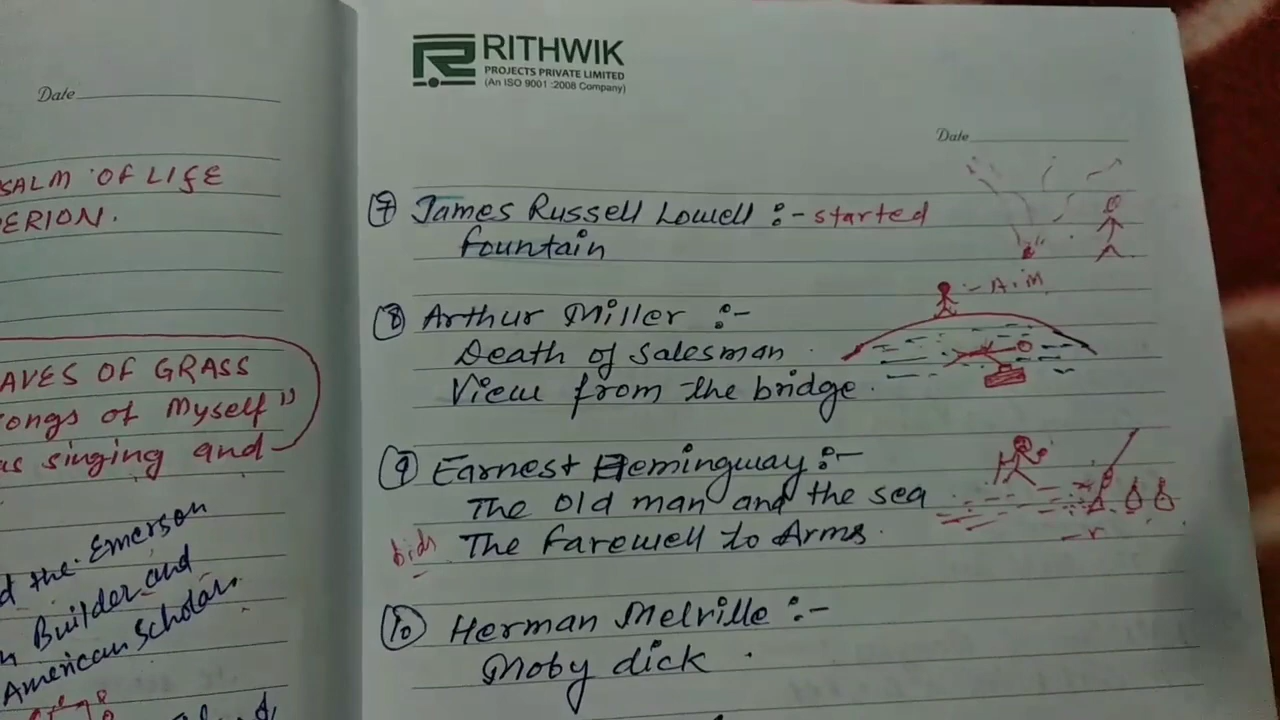 Date
SALM OF LIFE
ERION.
AVES OF GRASS
ongs of Myself"
as singing and
d the Emerson
Builder and
American Scholar.
RITHWIK
PROJECTS PRIVATE LIMITED
(An ISO 9001 :2008 Company)
Date
7 James Russell Lowell :- started
fountain
8 Arthur Miller :-
A.M
Death of Salesman
View from the bridge.
9 Earnest Hemingway :-
The Old man and the sea
bids The Farewell to Arms.
10 Herman Melville :-
Moby dick.